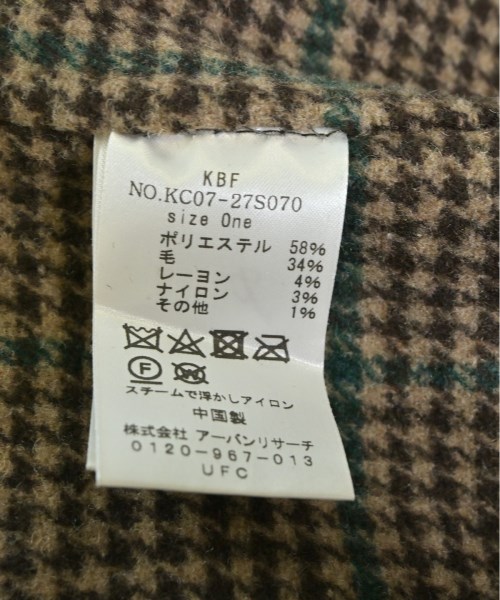 KBF
NO.KC07-27S070
size One
ポリエステル 58%
毛 34%
レーヨン 4%
ナイロン 3%
その他 1%
F W
スチームで浮かしアイロン
中国製
株式会社 アーバンリサーチ
0120-967-013
UFC